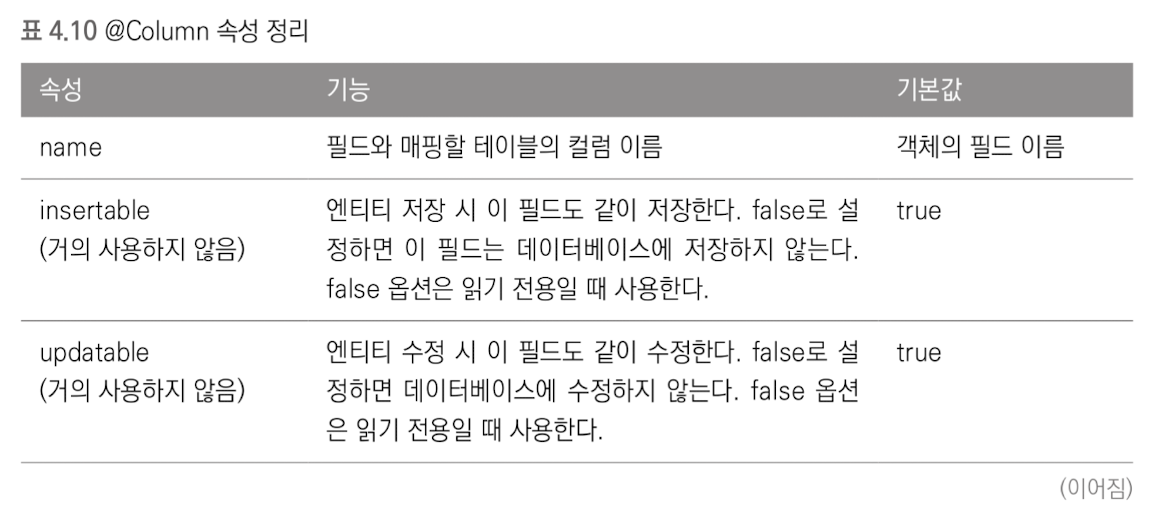 표 4.10 @Column 속성 정리
속성 기능 기본값
name 필드와 매핑할 테이블의 컬럼 이름 객체의 필드 이름
insertable 엔티티 저장 시 이 필드도 같이 저장한다. false로 설 true
(거의 사용하지 않음) 정하면 이 필드는 데이터베이스에 저장하지 않는다.
false 옵션은 읽기 전용일 때 사용한다.
updatable 엔티티 수정 시 이 필드도 같이 수정한다. false로 설 true
(거의 사용하지 않음) 정하면 데이터베이스에 수정하지 않는다. false 옵션
은 읽기 전용일 때 사용한다.
(이어짐)